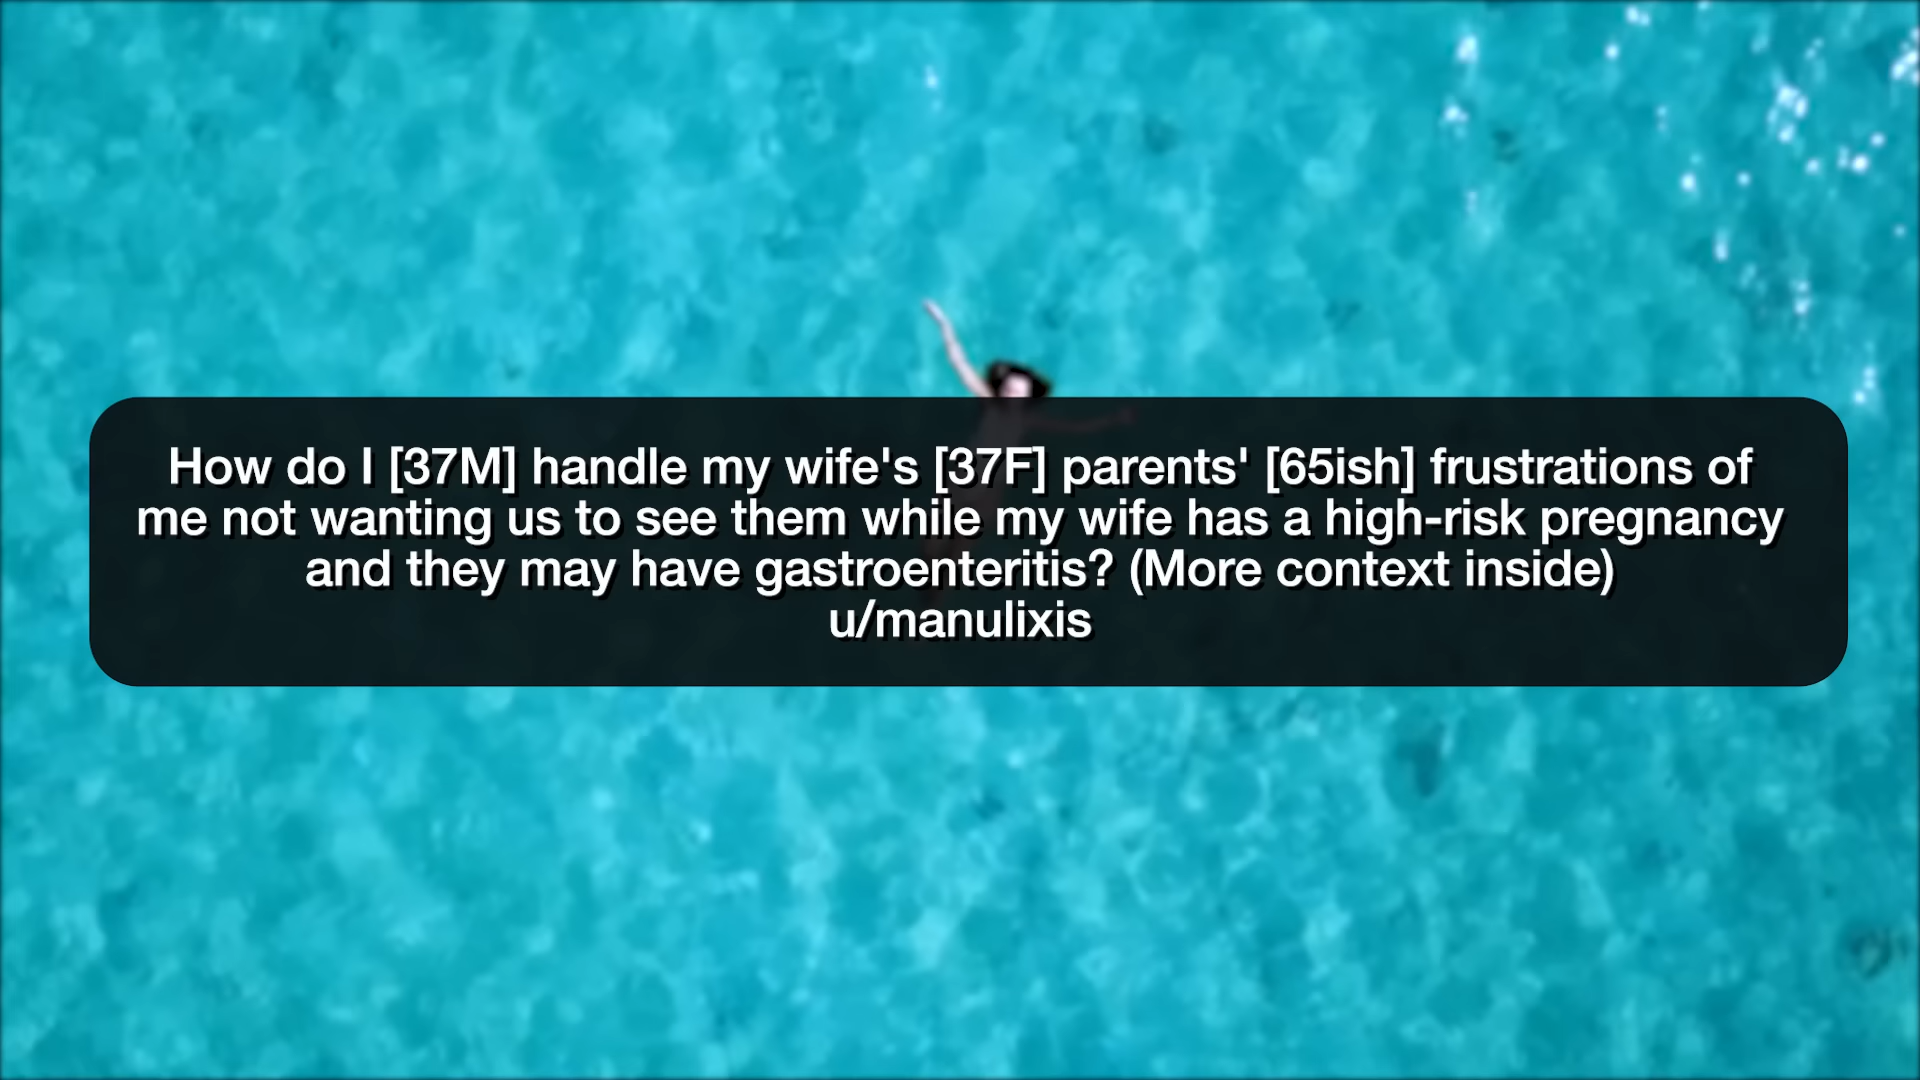 How do I [37M] handle my wife's [37F] parents' [65ish] frustrations of
me not wanting us to see them while my wife has a high-risk pregnancy
and they may have gastroenteritis? (More context inside)
u/manulixis